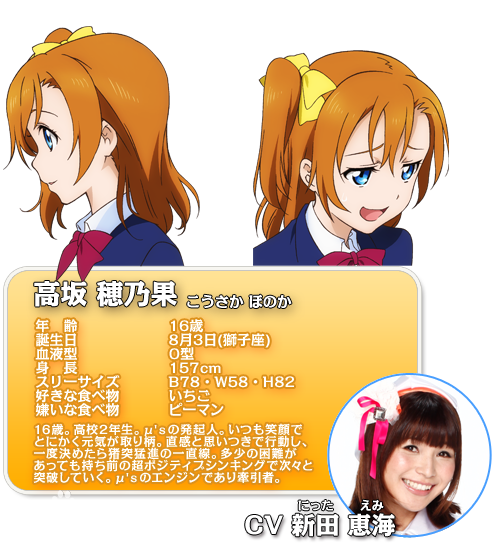 高坂 穂乃果 こうさか ほのか
年　齢　16歳
誕生日　8月3日(獅子座)
血液型　O型
身　長　157cm
スリーサイズ　B78・W58・H82
好きな食べ物　いちご
嫌いな食べ物　ピーマン
16歳。高校2年生。μ'sの発起人。いつも笑顔で
とにかく元気が取り柄。直感と思いつきで行動し、
一度決めたら猪突猛進の一直線。多少の困難が
あっても持ち前の超ポジティブシンキングで次々と
突破していく。μ'sのエンジンであり牽引者。
にった えみ
CV 新田 恵海